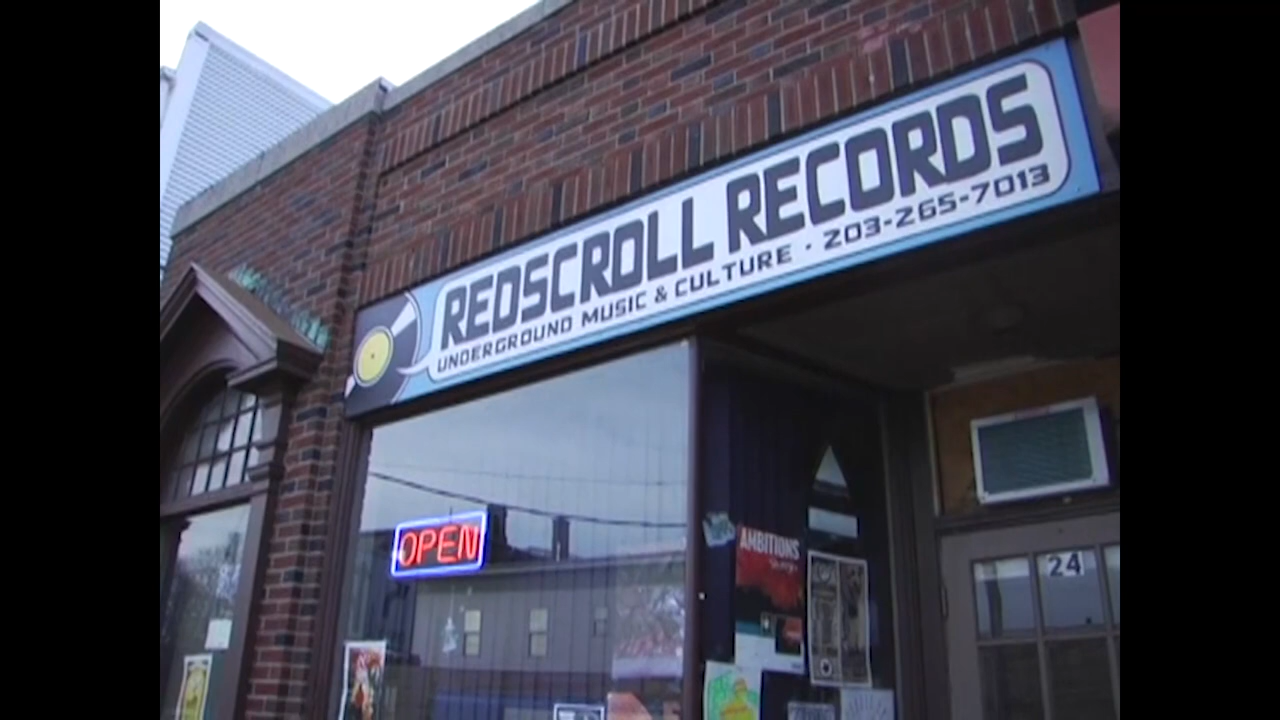 REDSCROLL RECORDS
UNDERGROUND MUSIC & CULTURE · 203-265-7013
OPEN
AMBITIONS
24